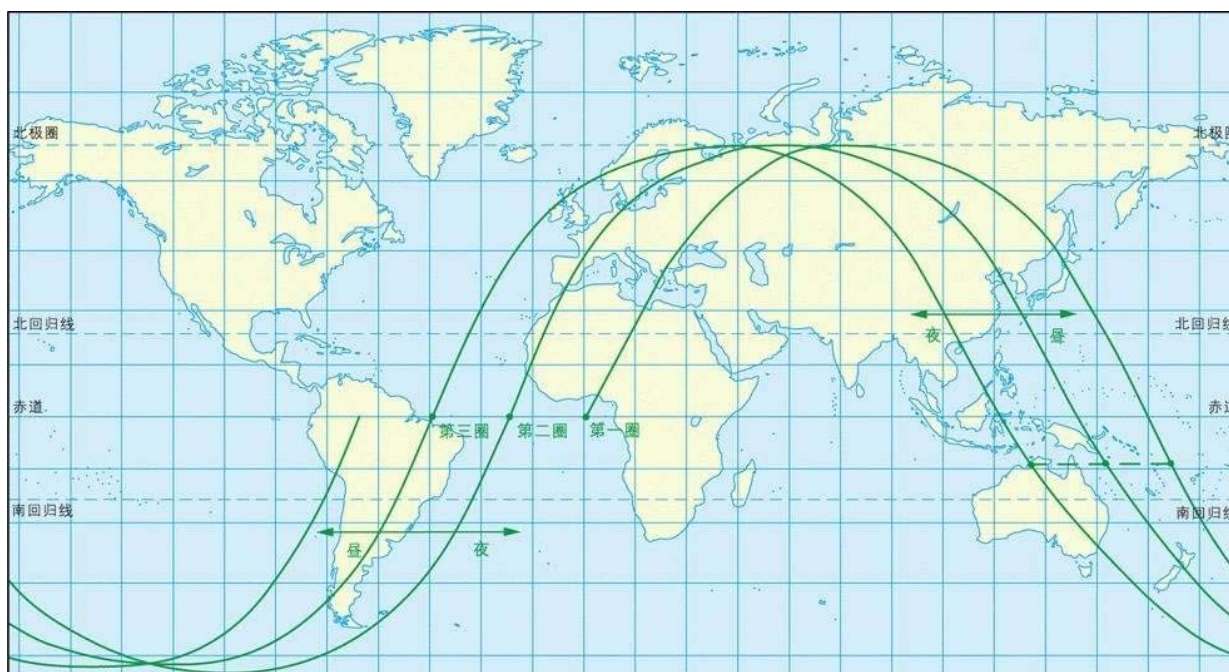 北极圈 北极圈
北回归线 北回归线
夜 昼
赤道 赤道
第三圈 第二圈 第一圈
南回归线 南回归线
昼 夜